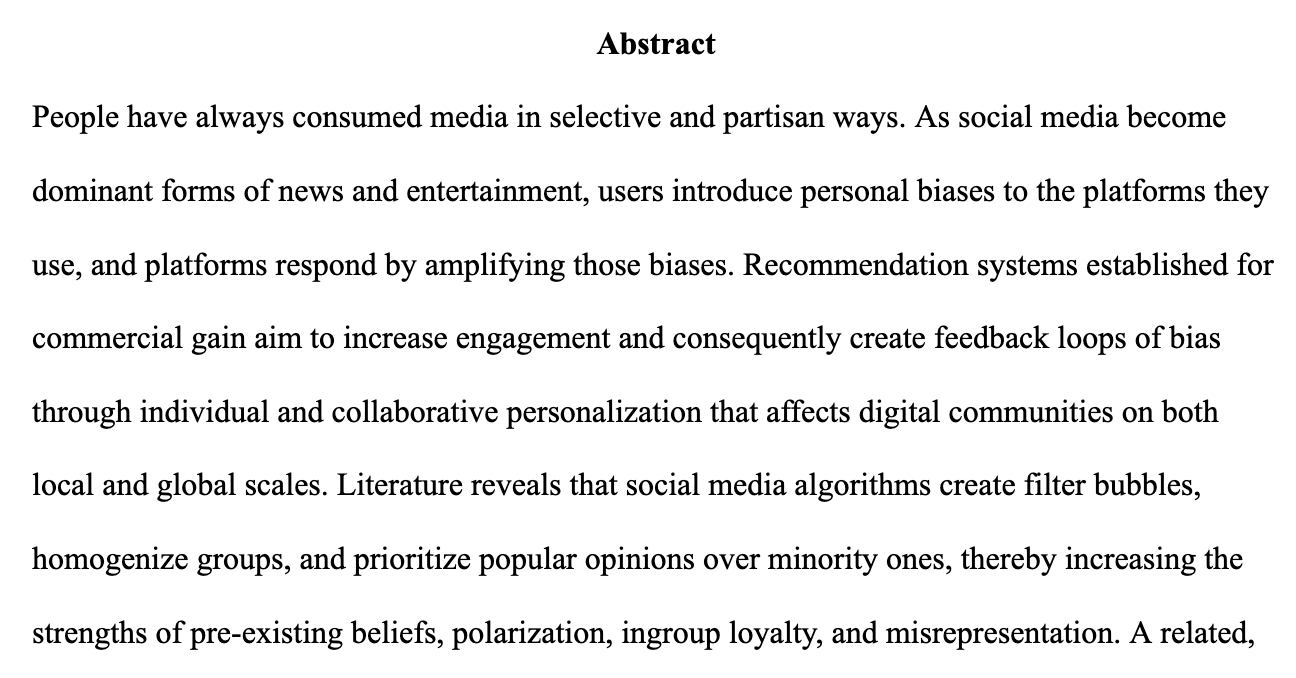 Abstract
People have always consumed media in selective and partisan ways. As social media become
dominant forms of news and entertainment, users introduce personal biases to the platforms they
use, and platforms respond by amplifying those biases. Recommendation systems established for
commercial gain aim to increase engagement and consequently create feedback loops of bias
through individual and collaborative personalization that affects digital communities on both
local and global scales. Literature reveals that social media algorithms create filter bubbles,
homogenize groups, and prioritize popular opinions over minority ones, thereby increasing the
strengths of pre-existing beliefs, polarization, ingroup loyalty, and misrepresentation. A related,